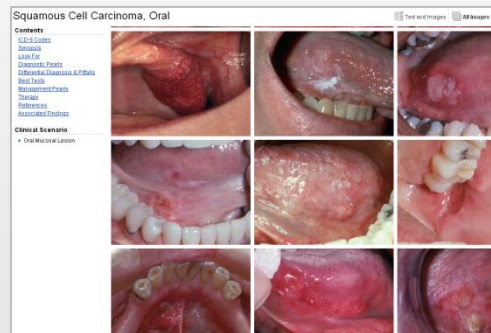 Squamous Cell Carcinoma, Oral
Text and Images
All Images
Contents
ICD-9 Codes
Synopsis
Look For
Diagnostic Pearls
Differential Diagnosis & Pitfalls
Best Tests
Management Pearls
Therapy
References
Associated Findings
Clinical Scenario
Oral Mucosal Lesion